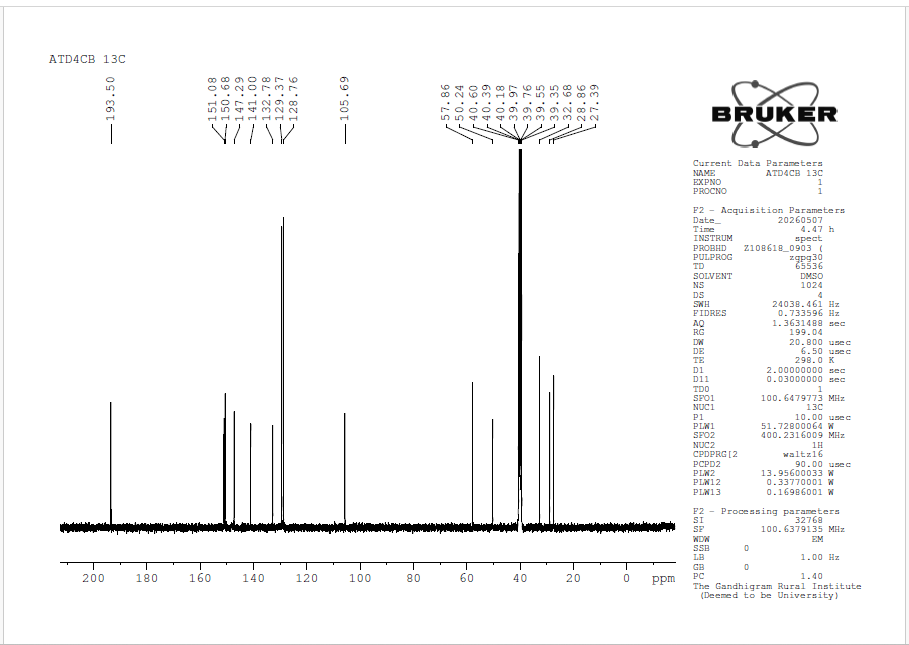 ATD4CB 13C
193.50
151.08
150.68
147.29
141.00
132.78
129.37
128.76
105.69
57.86
50.24
40.60
40.39
40.18
39.97
39.76
39.55
39.35
32.68
28.86
27.39
BRUKER
Current Data Parameters
NAME ATD4CB 13C
EXPNO 1
PROCNO 1
F2 - Acquisition Parameters
Date_ 20260507
Time 4.47 h
INSTRUM spect
PROBHD Z108618_0903 (
PULPROG zgpg30
TD 65536
SOLVENT DMSO
NS 1024
DS 4
SWH 24038.461 Hz
FIDRES 0.733596 Hz
AQ 1.3631488 sec
RG 199.04
DW 20.800 usec
DE 6.50 usec
TE 298.0 K
D1 2.00000000 sec
D11 0.03000000 sec
TD0 1
SFO1 100.6479773 MHz
NUC1 13C
P1 10.00 usec
PLW1 51.72800064 W
SFO2 400.2316009 MHz
NUC2 1H
CPDPRG[2 waltz16
PCPD2 90.00 usec
PLW2 13.95600033 W
PLW12 0.33770001 W
PLW13 0.16986001 W
F2 - Processing parameters
SI 32768
SF 100.6379135 MHz
WDW EM
SSB 0
LB 1.00 Hz
GB 0
PC 1.40
The Gandhigram Rural Institute
(Deemed to be University)
200 180 160 140 120 100 80 60 40 20 0 ppm